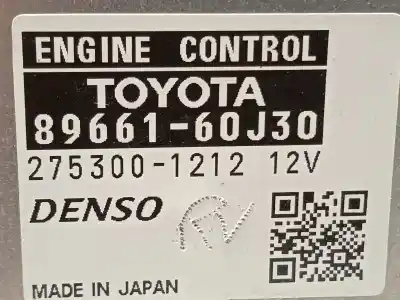 ENGINE CONTROL
TOYOTA
89661-60J30
275300-1212 12V
DENSO
MADE IN JAPAN